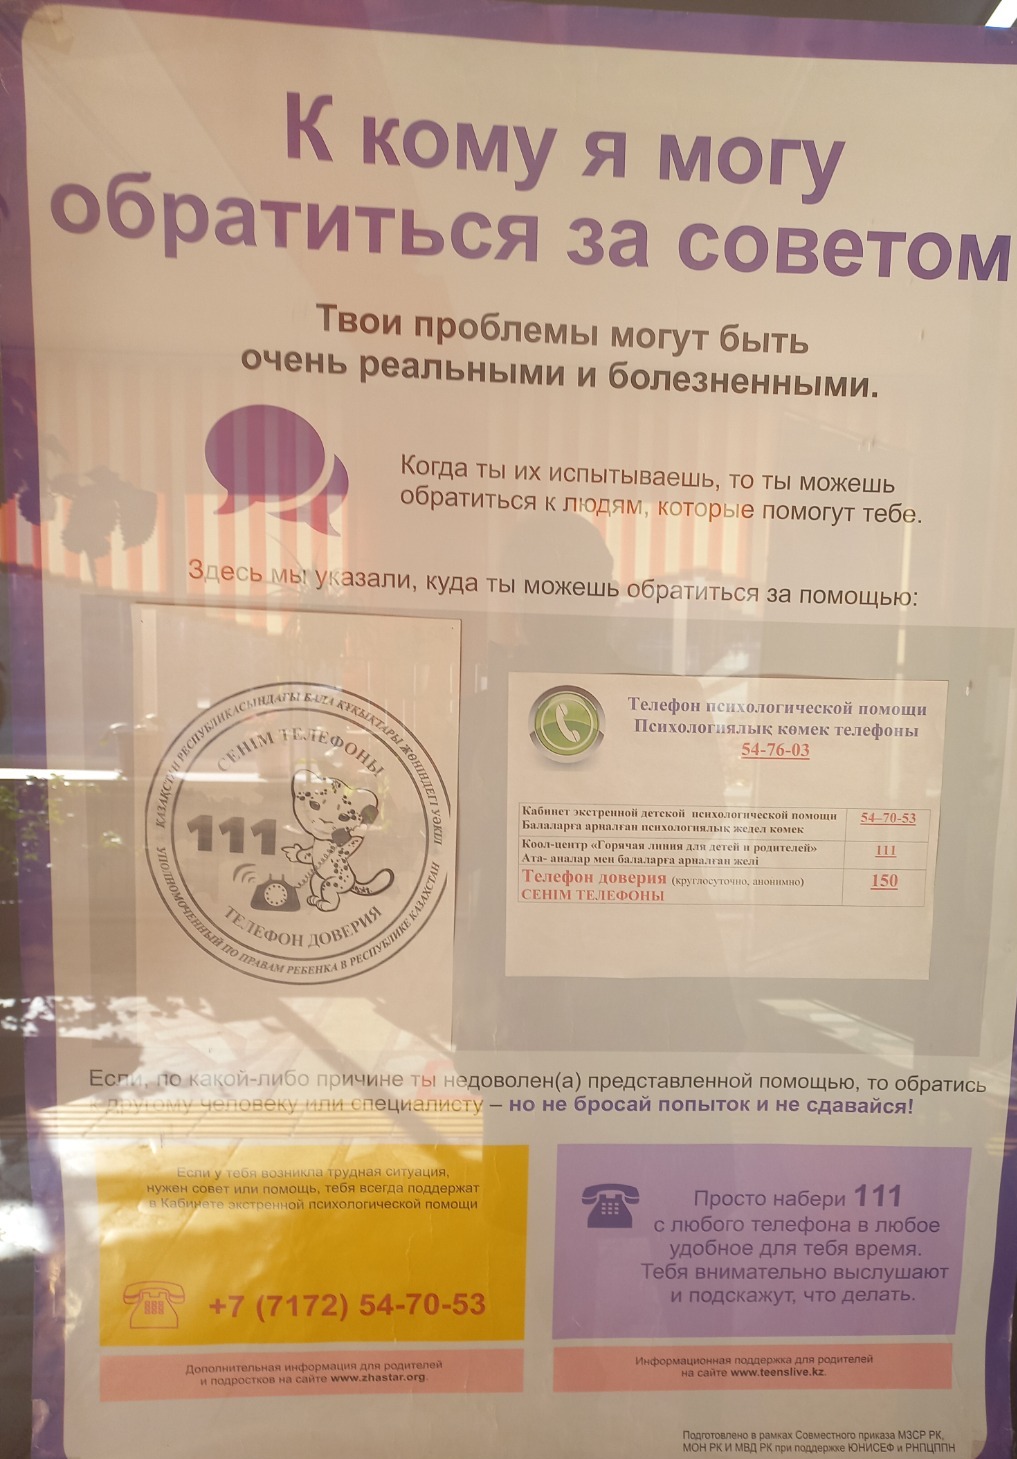 К кому я могу
обратиться за советом
Твои проблемы могут быть
очень реальными и болезненными.
Когда ты их испытываешь, то ты можешь
обратиться к людям, которые помогут тебе.
Здесь мы указали, куда ты можешь обратиться за помощью:
ҚАЗАҚСТАН РЕСПУБЛИКАСЫНДАҒЫ БАЛА ҚҰҚЫҚТАРЫ ЖӨНІНДЕГІ УӘКІЛ
СЕНІМ ТЕЛЕФОНЫ
111
ТЕЛЕФОН ДОВЕРИЯ
УПОЛНОМОЧЕННЫЙ ПО ПРАВАМ РЕБЕНКА В РЕСПУБЛИКЕ КАЗАХСТАН
Телефон психологической помощи
Психологиялық көмек телефоны
54-76-03
Кабинет экстренной детской психологической помощи
Балаларға арналған психологиялық жедел көмек
54–70-53
Коол-центр «Горячая линия для детей и родителей»
Ата- аналар мен балаларға арналған желі
111
Телефон доверия (круглосуточно, анонимно)
СЕНІМ ТЕЛЕФОНЫ
150
Если, по какой-либо причине ты недоволен(а) представленной помощью, то обратись
к другому человеку или специалисту – но не бросай попыток и не сдавайся!
Если у тебя возникла трудная ситуация,
нужен совет или помощь, тебя всегда поддержат
в Кабинете экстренной психологической помощи
+7 (7172) 54-70-53
Просто набери 111
с любого телефона в любое
удобное для тебя время.
Тебя внимательно выслушают
и подскажут, что делать.
Дополнительная информация для родителей
и подростков на сайте www.zhastar.org.
Информационная поддержка для родителей
на сайте www.teenslive.kz.
Подготовлено в рамках Совместного приказа МЗСР РК,
МОН РК И МВД РК при поддержке ЮНИСЕФ и РНПЦППН